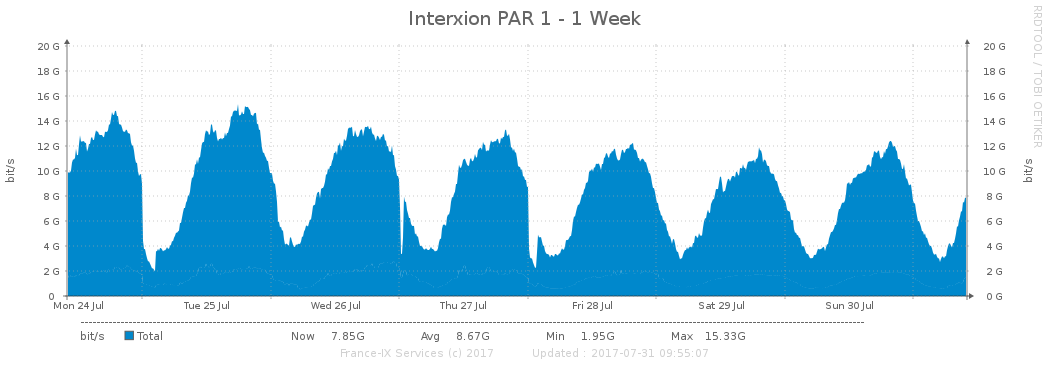 Interxion PAR 1 - 1 Week
RRDTOOL / TOBI OETIKER
bit/s
bit/s
20 G 20 G
18 G 18 G
16 G 16 G
14 G 14 G
12 G 12 G
10 G 10 G
8 G 8 G
6 G 6 G
4 G 4 G
2 G 2 G
0 0 G
Mon 24 Jul Tue 25 Jul Wed 26 Jul Thu 27 Jul Fri 28 Jul Sat 29 Jul Sun 30 Jul
bit/s Total Now 7.85G Avg 8.67G Min 1.95G Max 15.33G
France-IX Services (c) 2017 Updated : 2017-07-31 09:55:07